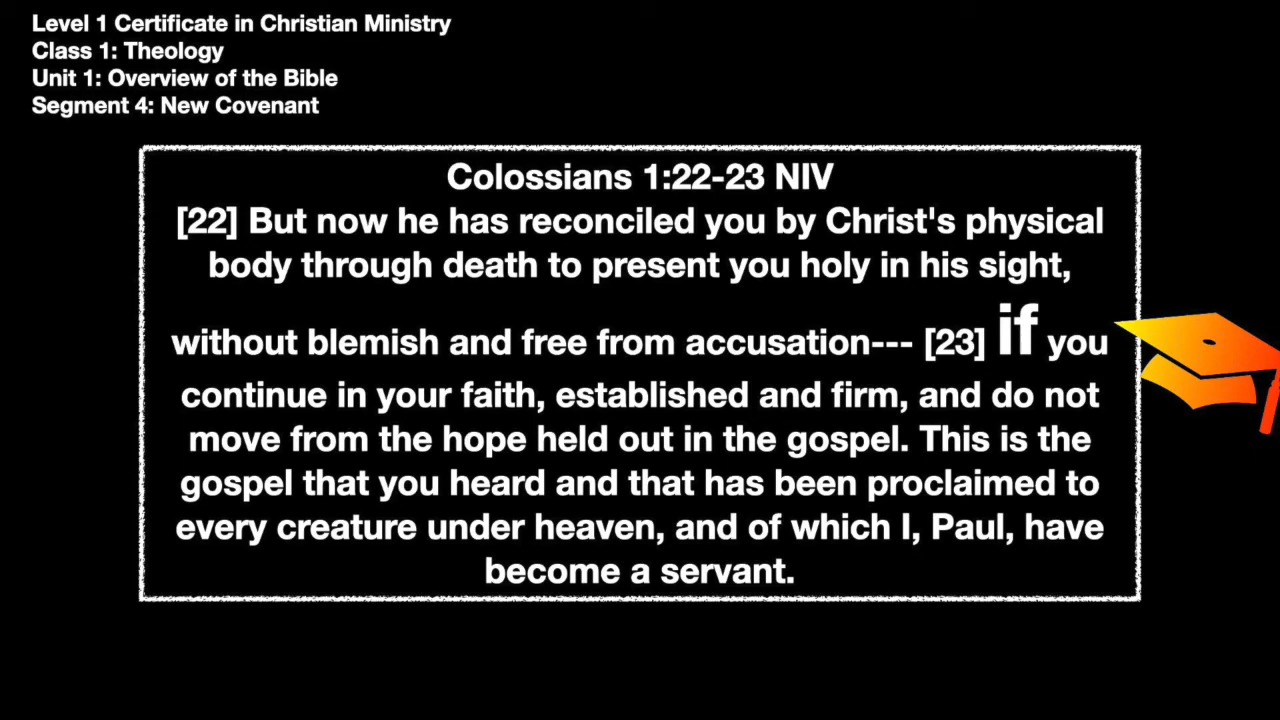 Level 1 Certificate in Christian Ministry
Class 1: Theology
Unit 1: Overview of the Bible
Segment 4: New Covenant
Colossians 1:22-23 NIV
[22] But now he has reconciled you by Christ's physical
body through death to present you holy in his sight,
without blemish and free from accusation--- [23] if you
continue in your faith, established and firm, and do not
move from the hope held out in the gospel. This is the
gospel that you heard and that has been proclaimed to
every creature under heaven, and of which I, Paul, have
become a servant.